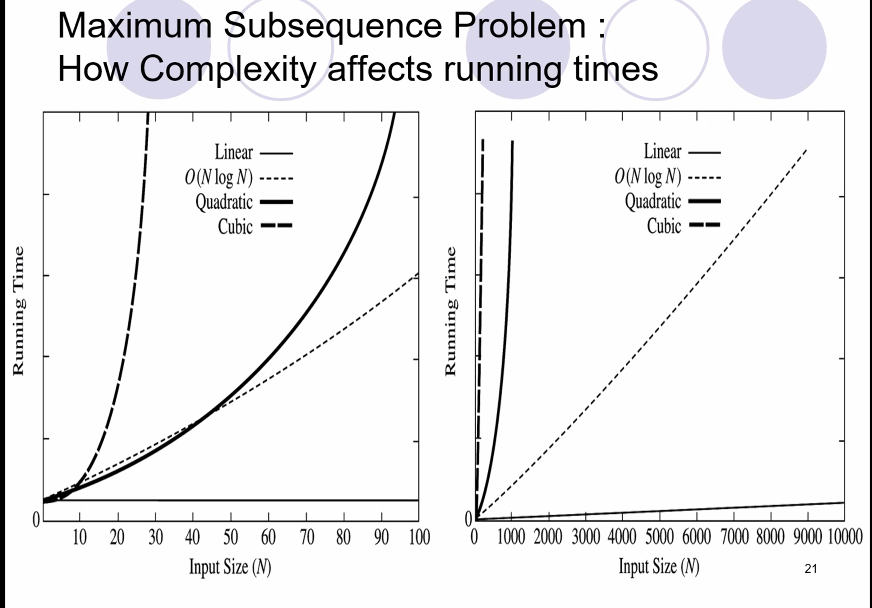 Maximum Subsequence Problem :
How Complexity affects running times
Linear
O(N log N)
Quadratic
Cubic
Running Time
0
10 20 30 40 50 60 70 80 90 100
Input Size (N)
Linear
O(N log N)
Quadratic
Cubic
Running Time
0
0 1000 2000 3000 4000 5000 6000 7000 8000 9000 10000
Input Size (N)
21